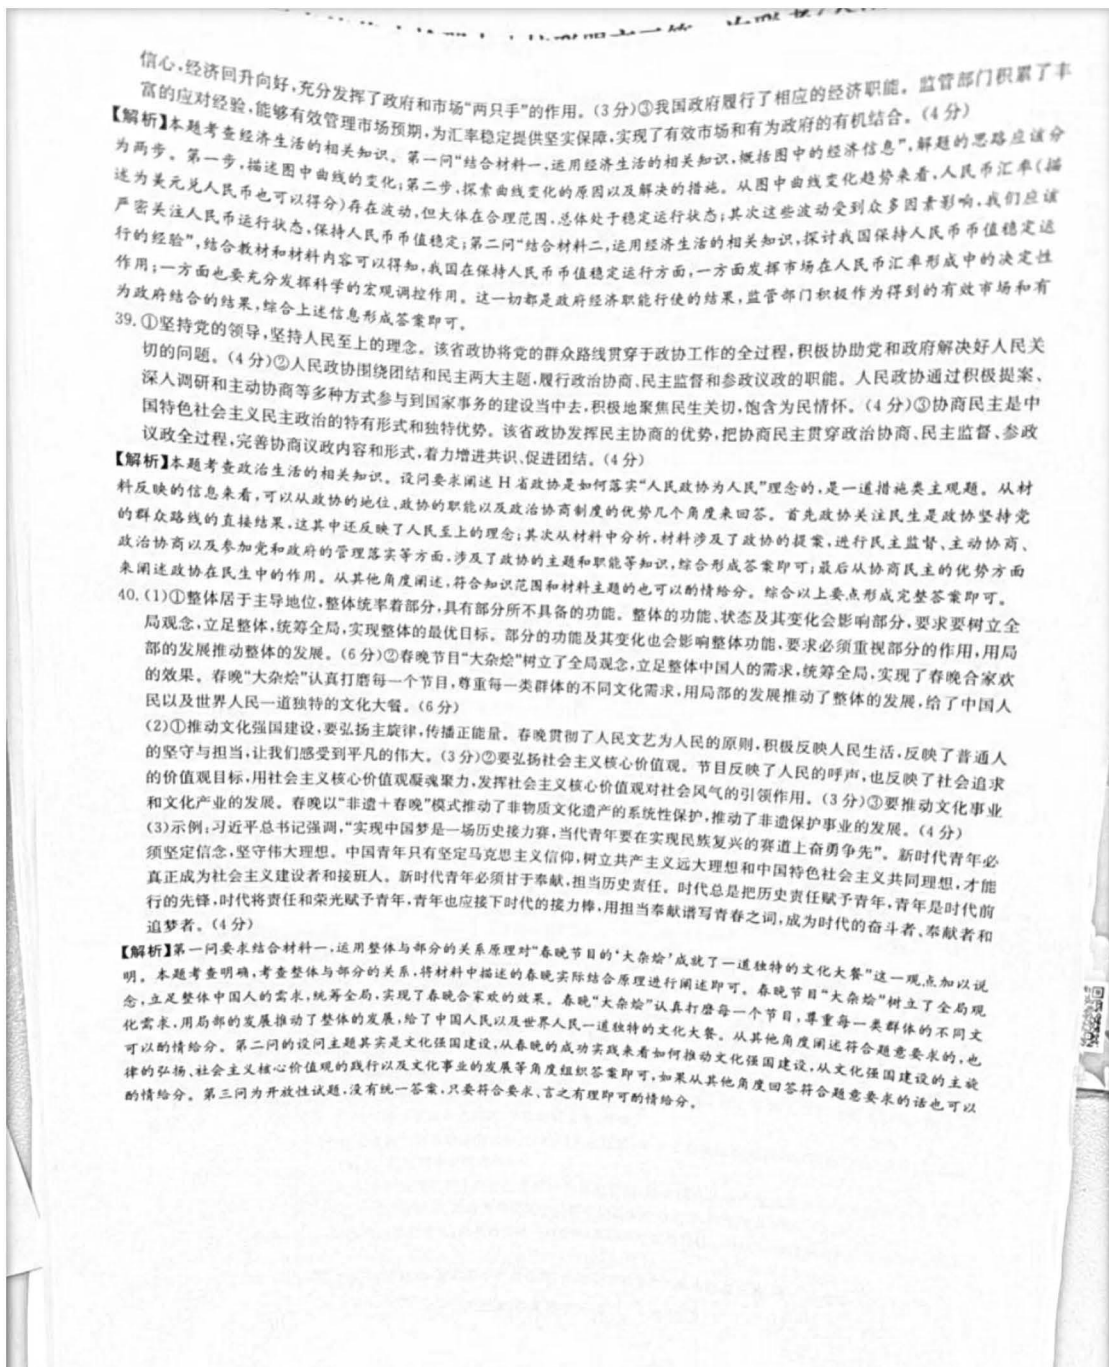 信心,经济回升向好,充分发挥了政府和市场“两只手”的作用。(3分)③我国政府履行了相应的经济职能。监管部门积累了丰
富的应对经验,能够有效管理市场预期,为汇率稳定提供坚实保障,实现了有效市场和有为政府的有机结合。(4分)
【解析】本题考查经济生活的相关知识。第一问“结合材料一,运用经济生活的相关知识,概括图中的经济信息”,解题的思路应该分
为两步。第一步,描述图中曲线的变化;第二步,探索曲线变化的原因以及解决的措施。从图中曲线变化趋势来看,人民币汇率(描
述为美元兑人民币也可以得分)存在波动,但大体在合理范围,总体处于稳定运行状态;其次这些波动受到众多因素影响,我们应该
严密关注人民币运行状态,保持人民币币值稳定;第二问“结合材料二,运用经济生活的相关知识,探讨我国保持人民币币值稳定运
行的经验”,结合教材和材料内容可以得知,我国在保持人民币币值稳定运行方面,一方面发挥市场在人民币汇率形成中的决定性
作用;一方面也要充分发挥科学的宏观调控作用。这一切都是政府经济职能行使的结果,监管部门积极作为得到的有效市场和有
为政府结合的结果,综合上述信息形成答案即可。
39.①坚持党的领导,坚持人民至上的理念。该省政协将党的群众路线贯穿于政协工作的全过程,积极协助党和政府解决好人民关
切的问题。(4分)②人民政协围绕团结和民主两大主题,履行政治协商、民主监督和参政议政的职能。人民政协通过积极提案、
深入调研和主动协商等多种方式参与到国家事务的建设当中去,积极地聚焦民生关切,饱含为民情怀。(4分)③协商民主是中
国特色社会主义民主政治的特有形式和独特优势。该省政协发挥民主协商的优势,把协商民主贯穿政治协商、民主监督、参政
议政全过程,完善协商议政内容和形式,着力增进共识、促进团结。(4分)
【解析】本题考查政治生活的相关知识。设问要求阐述H省政协是如何落实“人民政协为人民”理念的,是一道措施类主观题。从材
料反映的信息来看,可以从政协的地位、政协的职能以及政治协商制度的优势几个角度来回答。首先政协关注民生是政协坚持党
的群众路线的直接结果,这其中还反映了人民至上的理念;其次从材料中分析,材料涉及了政协的提案,进行民主监督、主动协商、
政治协商以及参加党和政府的管理落实等方面,涉及了政协的主题和职能等知识,综合形成答案即可;最后从协商民主的优势方面
来阐述政协在民生中的作用。从其他角度阐述,符合知识范围和材料主题的也可以酌情给分。综合以上要点形成完整答案即可。
40.(1)①整体居于主导地位,整体统率着部分,具有部分所不具备的功能。整体的功能、状态及其变化会影响部分,要求要树立全
局观念,立足整体,统筹全局,实现整体的最优目标。部分的功能及其变化也会影响整体功能,要求必须重视部分的作用,用局
部的发展推动整体的发展。(6分)②春晚节目“大杂烩”树立了全局观念,立足整体中国人的需求,统筹全局,实现了春晚合家欢
的效果。春晚“大杂烩”认真打磨每一个节目,尊重每一类群体的不同文化需求,用局部的发展推动了整体的发展,给了中国人
民以及世界人民一道独特的文化大餐。(6分)
(2)①推动文化强国建设,要弘扬主旋律,传播正能量。春晚贯彻了人民文艺为人民的原则,积极反映人民生活,反映了普通人
的坚守与担当,让我们感受到平凡的伟大。(3分)②要弘扬社会主义核心价值观。节目反映了人民的呼声,也反映了社会追求
的价值观目标,用社会主义核心价值观凝魂聚力,发挥社会主义核心价值观对社会风气的引领作用。(3分)③要推动文化事业
和文化产业的发展。春晚以“非遗+春晚”模式推动了非物质文化遗产的系统性保护,推动了非遗保护事业的发展。(4分)
(3)示例:习近平总书记强调,“实现中国梦是一场历史接力赛,当代青年要在实现民族复兴的赛道上奋勇争先”。新时代青年必
须坚定信念,坚守伟大理想。中国青年只有坚定马克思主义信仰,树立共产主义远大理想和中国特色社会主义共同理想,才能
真正成为社会主义建设者和接班人。新时代青年必须甘于奉献,担当历史责任。时代总是把历史责任赋予青年,青年是时代前
行的先锋,时代将责任和荣光赋予青年,青年也应接下时代的接力棒,用担当奉献谱写青春之词,成为时代的奋斗者、奉献者和
追梦者。(4分)
【解析】第一问要求结合材料一,运用整体与部分的关系原理对“春晚节目的‘大杂烩’成就了一道独特的文化大餐”这一观点加以说
明。本题考查明确,考查整体与部分的关系,将材料中描述的春晚实际结合原理进行阐述即可。春晚节目“大杂烩”树立了全局观
念,立足整体中国人的需求,统筹全局,实现了春晚合家欢的效果。春晚“大杂烩”认真打磨每一个节目,尊重每一类群体的不同文
化需求,用局部的发展推动了整体的发展,给了中国人民以及世界人民一道独特的文化大餐。从其他角度阐述符合题意要求的,也
可以酌情给分。第二问的设问主题其实是文化强国建设,从春晚的成功实践来看如何推动文化强国建设,从文化强国建设的主旋
律的弘扬、社会主义核心价值观的践行以及文化事业的发展等角度组织答案即可,如果从其他角度回答符合题意要求的话也可以
酌情给分。第三问为开放性试题,没有统一答案,只要符合要求、言之有理即可酌情给分。